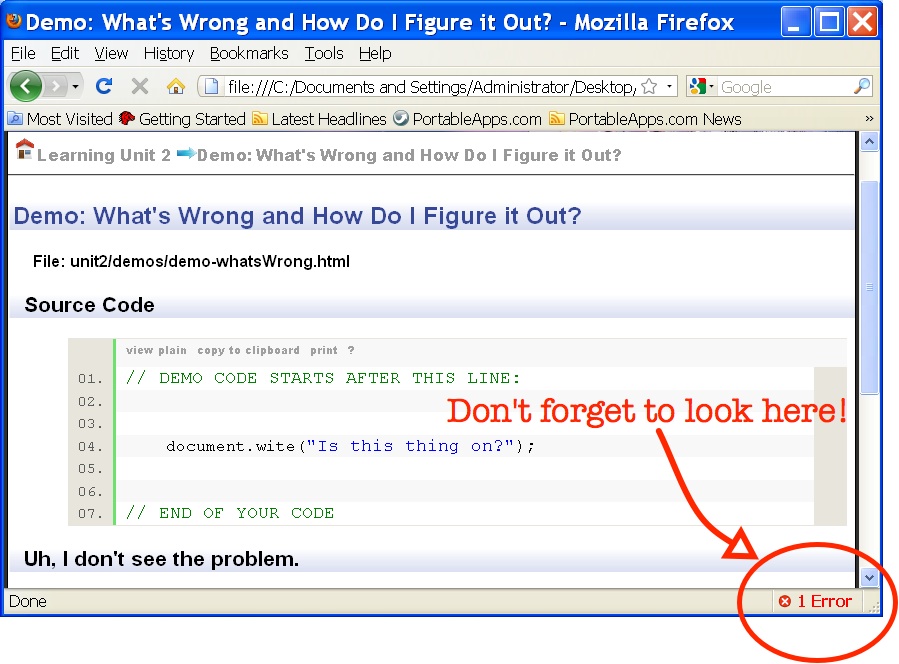 Demo: What's Wrong and How Do I Figure it Out? - Mozilla Firefox
File Edit View History Bookmarks Tools Help
file:///C:/Documents and Settings/Administrator/Desktop/ Google
Most Visited Getting Started Latest Headlines PortableApps.com PortableApps.com News »
Learning Unit 2 Demo: What's Wrong and How Do I Figure it Out?
Demo: What's Wrong and How Do I Figure it Out?
File: unit2/demos/demo-whatsWrong.html
Source Code
view plain copy to clipboard print ?
01. // DEMO CODE STARTS AFTER THIS LINE:
02.
Don't forget to look here!
03.
04. document.wite("Is this thing on?");
05.
06.
07. // END OF YOUR CODE
Uh, I don't see the problem.
Done 1 Error